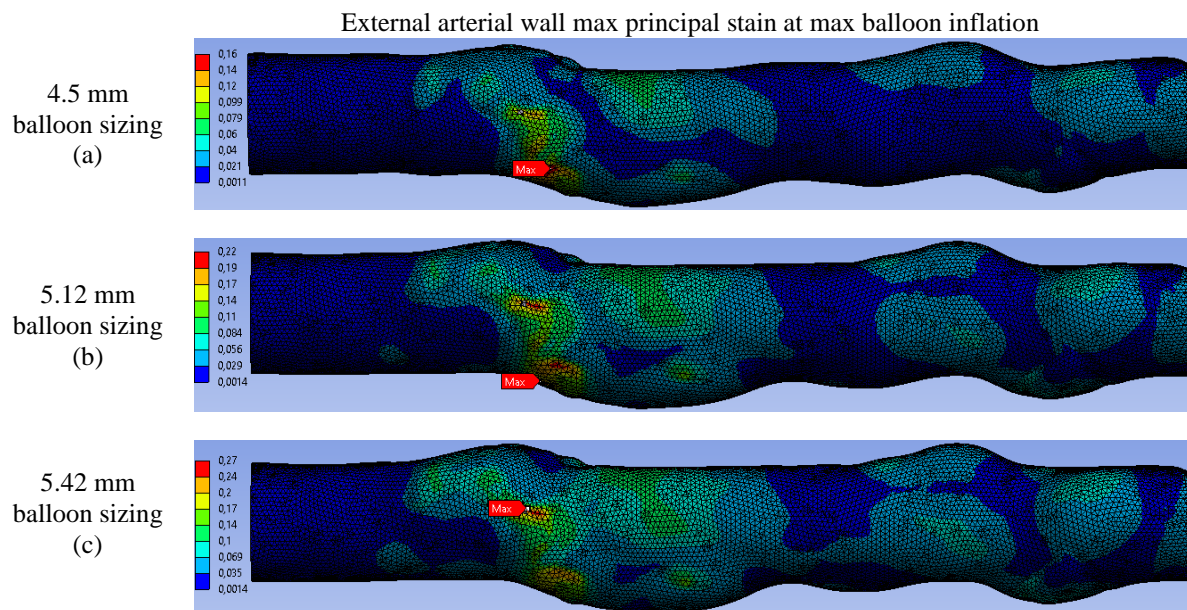 External arterial wall max principal stain at max balloon inflation
4.5 mm
balloon sizing
(a)
0,16
0,14
0,12
0,099
0,08
0,06
0,04
0,021
0,0011
Max
5.12 mm
balloon sizing
(b)
0,22
0,19
0,17
0,14
0,11
0,084
0,056
0,029
0,0014
Max
5.42 mm
balloon sizing
(c)
0,27
0,24
0,2
0,17
0,14
0,1
0,069
0,035
0,0014
Max